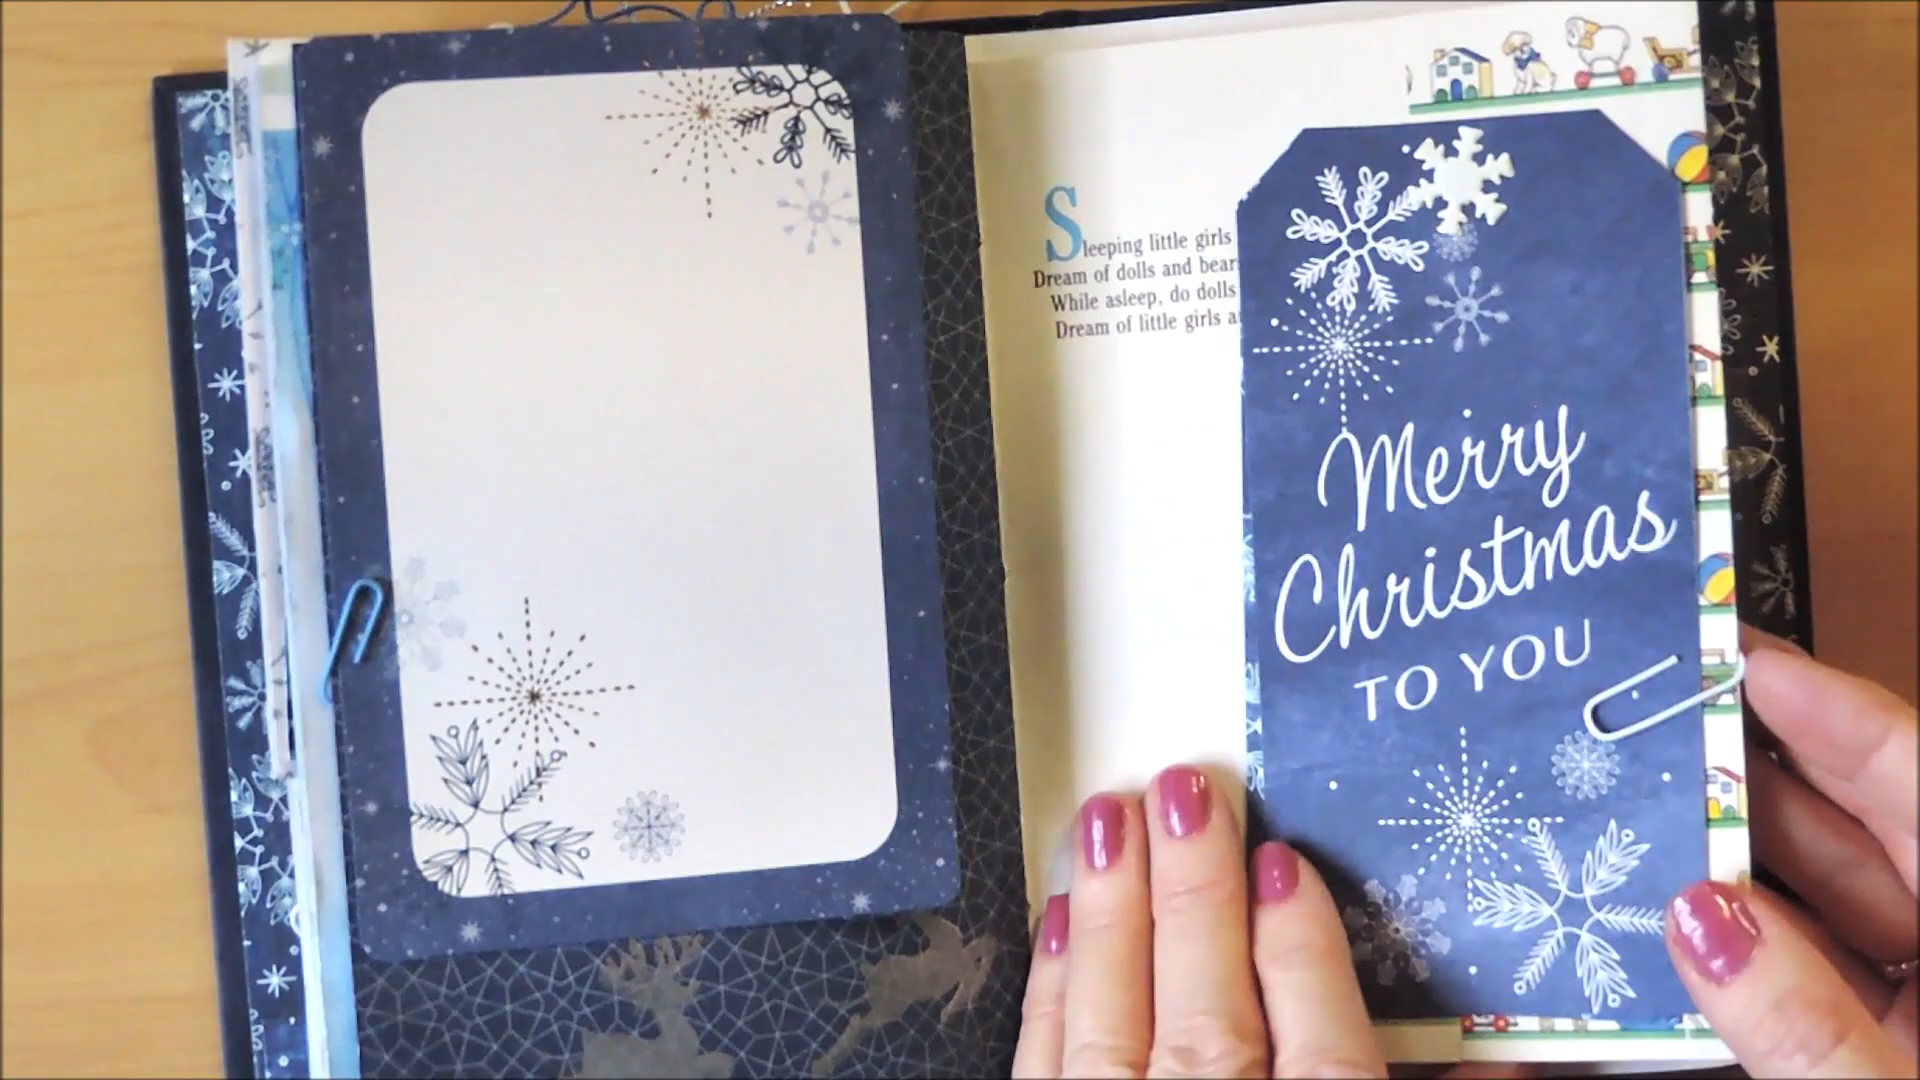 Sleeping little girls
Dream of dolls and bear
While asleep, do dolls
Dream of little girls a
Merry
Christmas
TO YOU